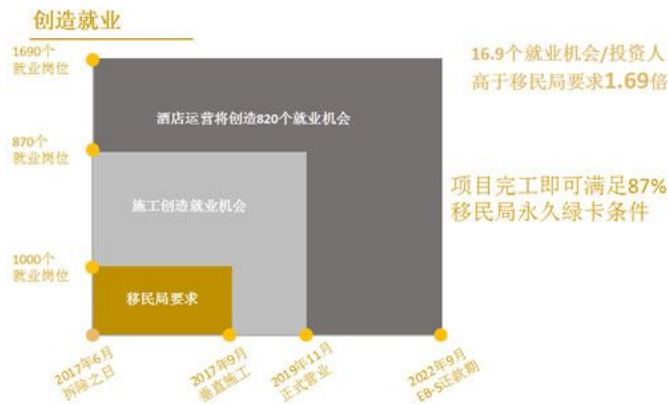 创造就业
1690个
就业岗位
16.9个就业机会/投资人
高于移民局要求1.69倍
酒店运营将创造820个就业机会
870个
就业岗位
项目完工即可满足87%
移民局永久绿卡条件
施工创造就业机会
1000个
就业岗位
移民局要求
2017年6月
拆除之日
2017年9月
垂直施工
2019年11月
正式营业
2022年9月
EB-5还款期